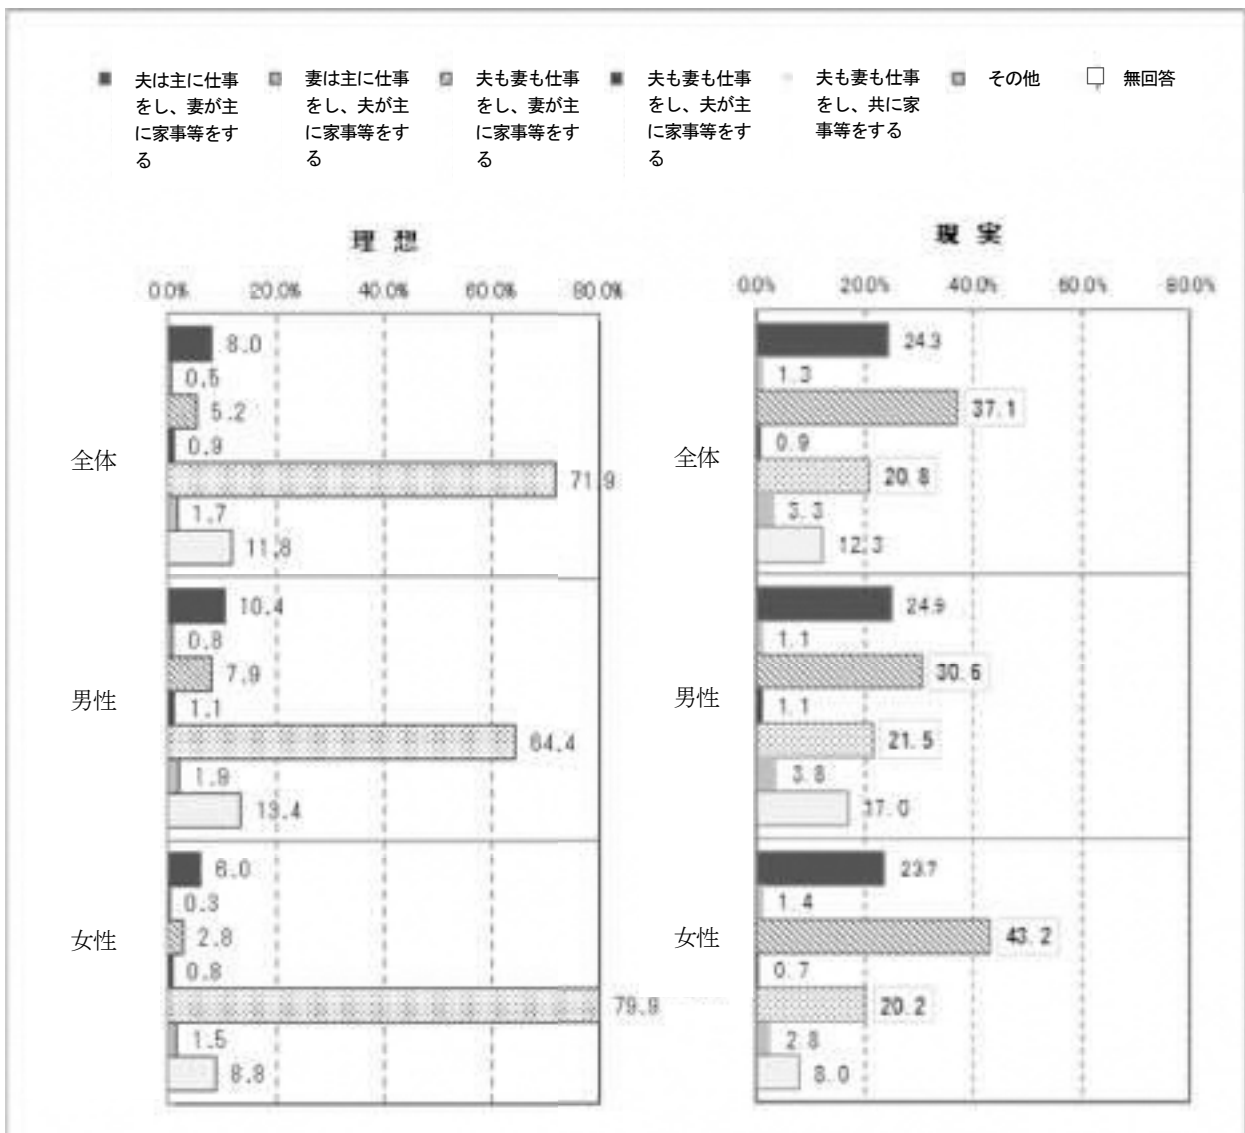 夫は主に仕事
をし、妻が主
に家事等をす
る
妻は主に仕事
をし、夫が主
に家事等をす
る
夫も妻も仕事
をし、妻が主
に家事等をす
る
夫も妻も仕事
をし、夫が主
に家事等をす
る
夫も妻も仕事
をし、共に家
事等をする
その他
無回答
理 想
0.0% 20.0% 40.0% 60.0% 80.0%
全体
8.0
0.5
5.2
0.9
71.9
1.7
11.8
男性
10.4
0.8
7.9
1.1
64.4
1.9
13.4
女性
6.0
0.3
2.8
0.8
79.9
1.5
8.8
現 実
0.0% 20.0% 40.0% 60.0% 80.0%
全体
24.3
1.3
37.1
0.9
20.8
3.3
12.3
男性
24.9
1.1
30.6
1.1
21.5
3.8
17.0
女性
23.7
1.4
43.2
0.7
20.2
2.8
8.0